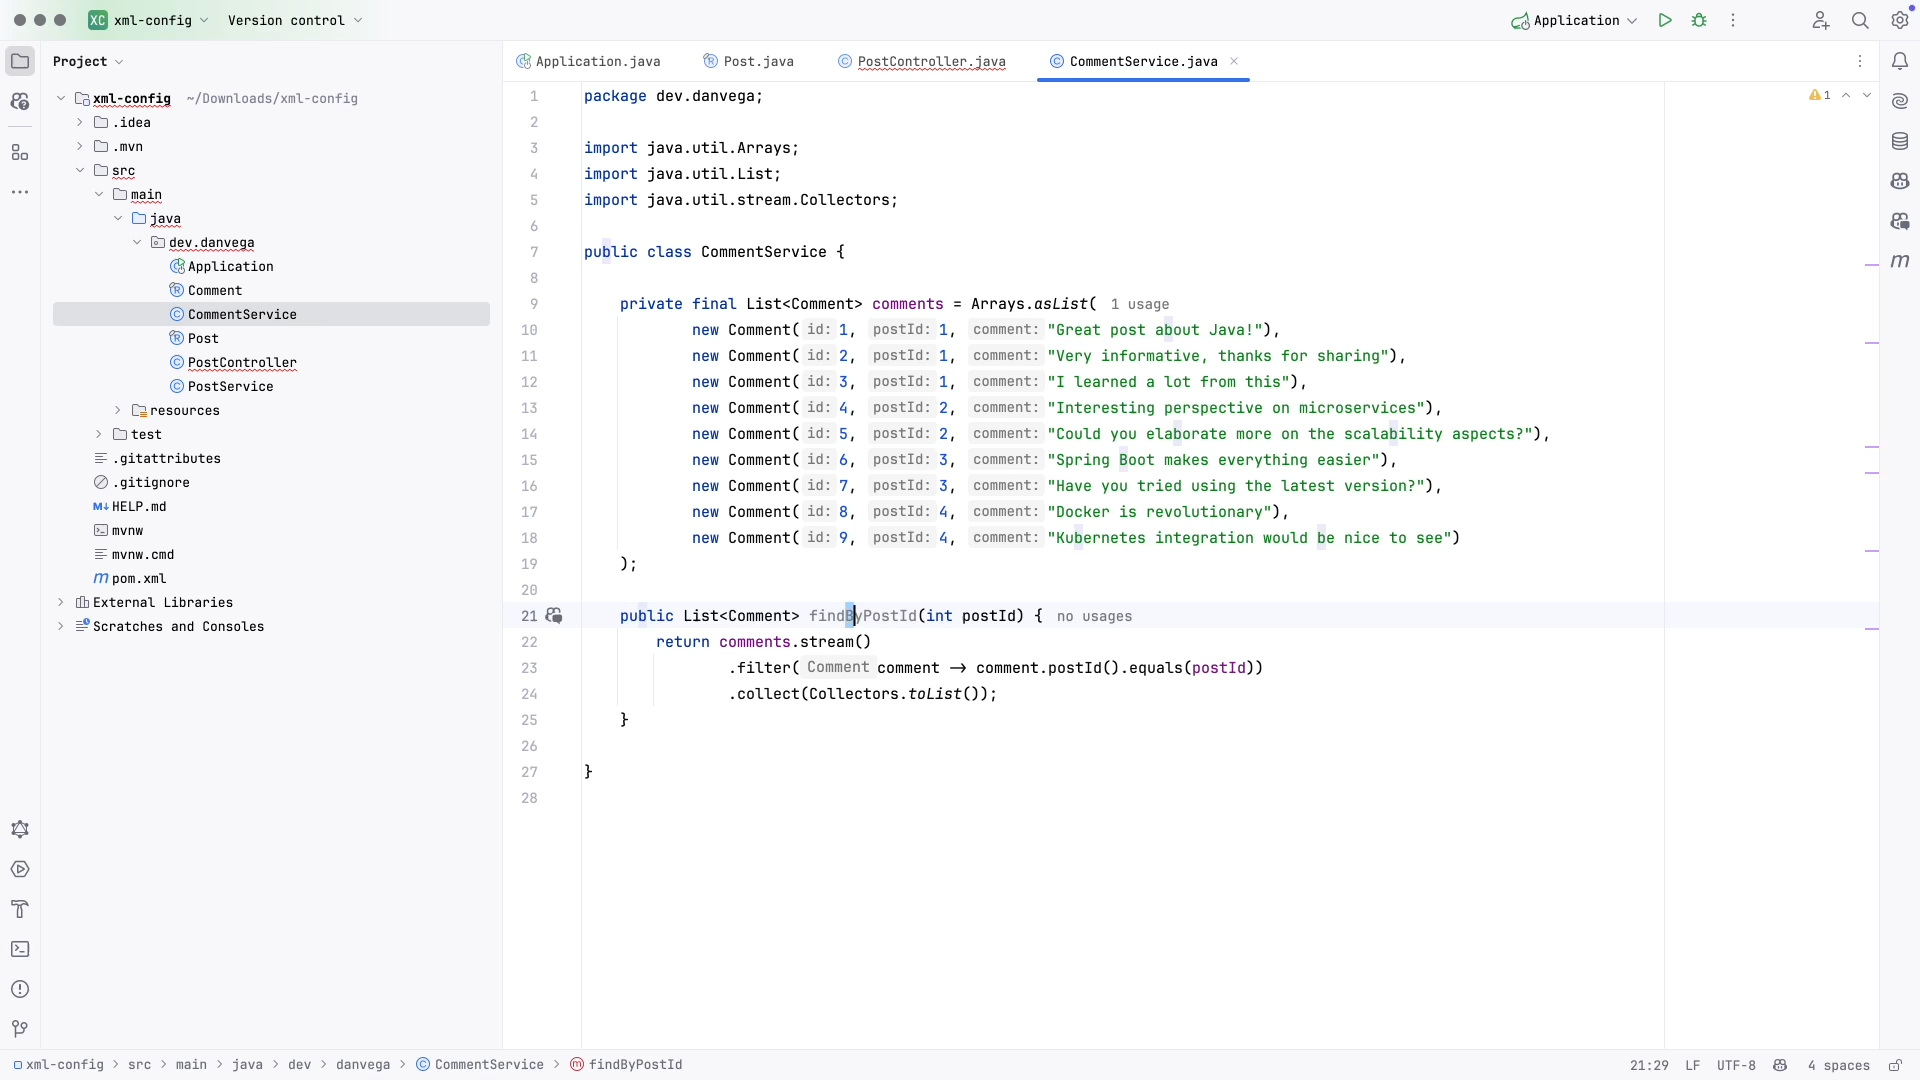 XC xml-config Version control Application
Project
Application.java Post.java PostController.java CommentService.java
xml-config ~/Downloads/xml-config
.idea
.mvn
src
main
java
dev.danvega
Application
Comment
CommentService
Post
PostController
PostService
resources
test
.gitattributes
.gitignore
M↓ HELP.md
mvnw
mvnw.cmd
m pom.xml
External Libraries
Scratches and Consoles
1 package dev.danvega;
2
3 import java.util.Arrays;
4 import java.util.List;
5 import java.util.stream.Collectors;
6
7 public class CommentService {
8
9 private final List<Comment> comments = Arrays.asList( 1 usage
10 new Comment( id: 1, postId: 1, comment: "Great post about Java!"),
11 new Comment( id: 2, postId: 1, comment: "Very informative, thanks for sharing"),
12 new Comment( id: 3, postId: 1, comment: "I learned a lot from this"),
13 new Comment( id: 4, postId: 2, comment: "Interesting perspective on microservices"),
14 new Comment( id: 5, postId: 2, comment: "Could you elaborate more on the scalability aspects?"),
15 new Comment( id: 6, postId: 3, comment: "Spring Boot makes everything easier"),
16 new Comment( id: 7, postId: 3, comment: "Have you tried using the latest version?"),
17 new Comment( id: 8, postId: 4, comment: "Docker is revolutionary"),
18 new Comment( id: 9, postId: 4, comment: "Kubernetes integration would be nice to see")
19 );
20
21 public List<Comment> findByPostId(int postId) { no usages
22 return comments.stream()
23 .filter( Comment comment -> comment.postId().equals(postId))
24 .collect(Collectors.toList());
25 }
26
27 }
28
1
m
xml-config > src > main > java > dev > danvega > CommentService > m findByPostId
21:29 LF UTF-8 4 spaces